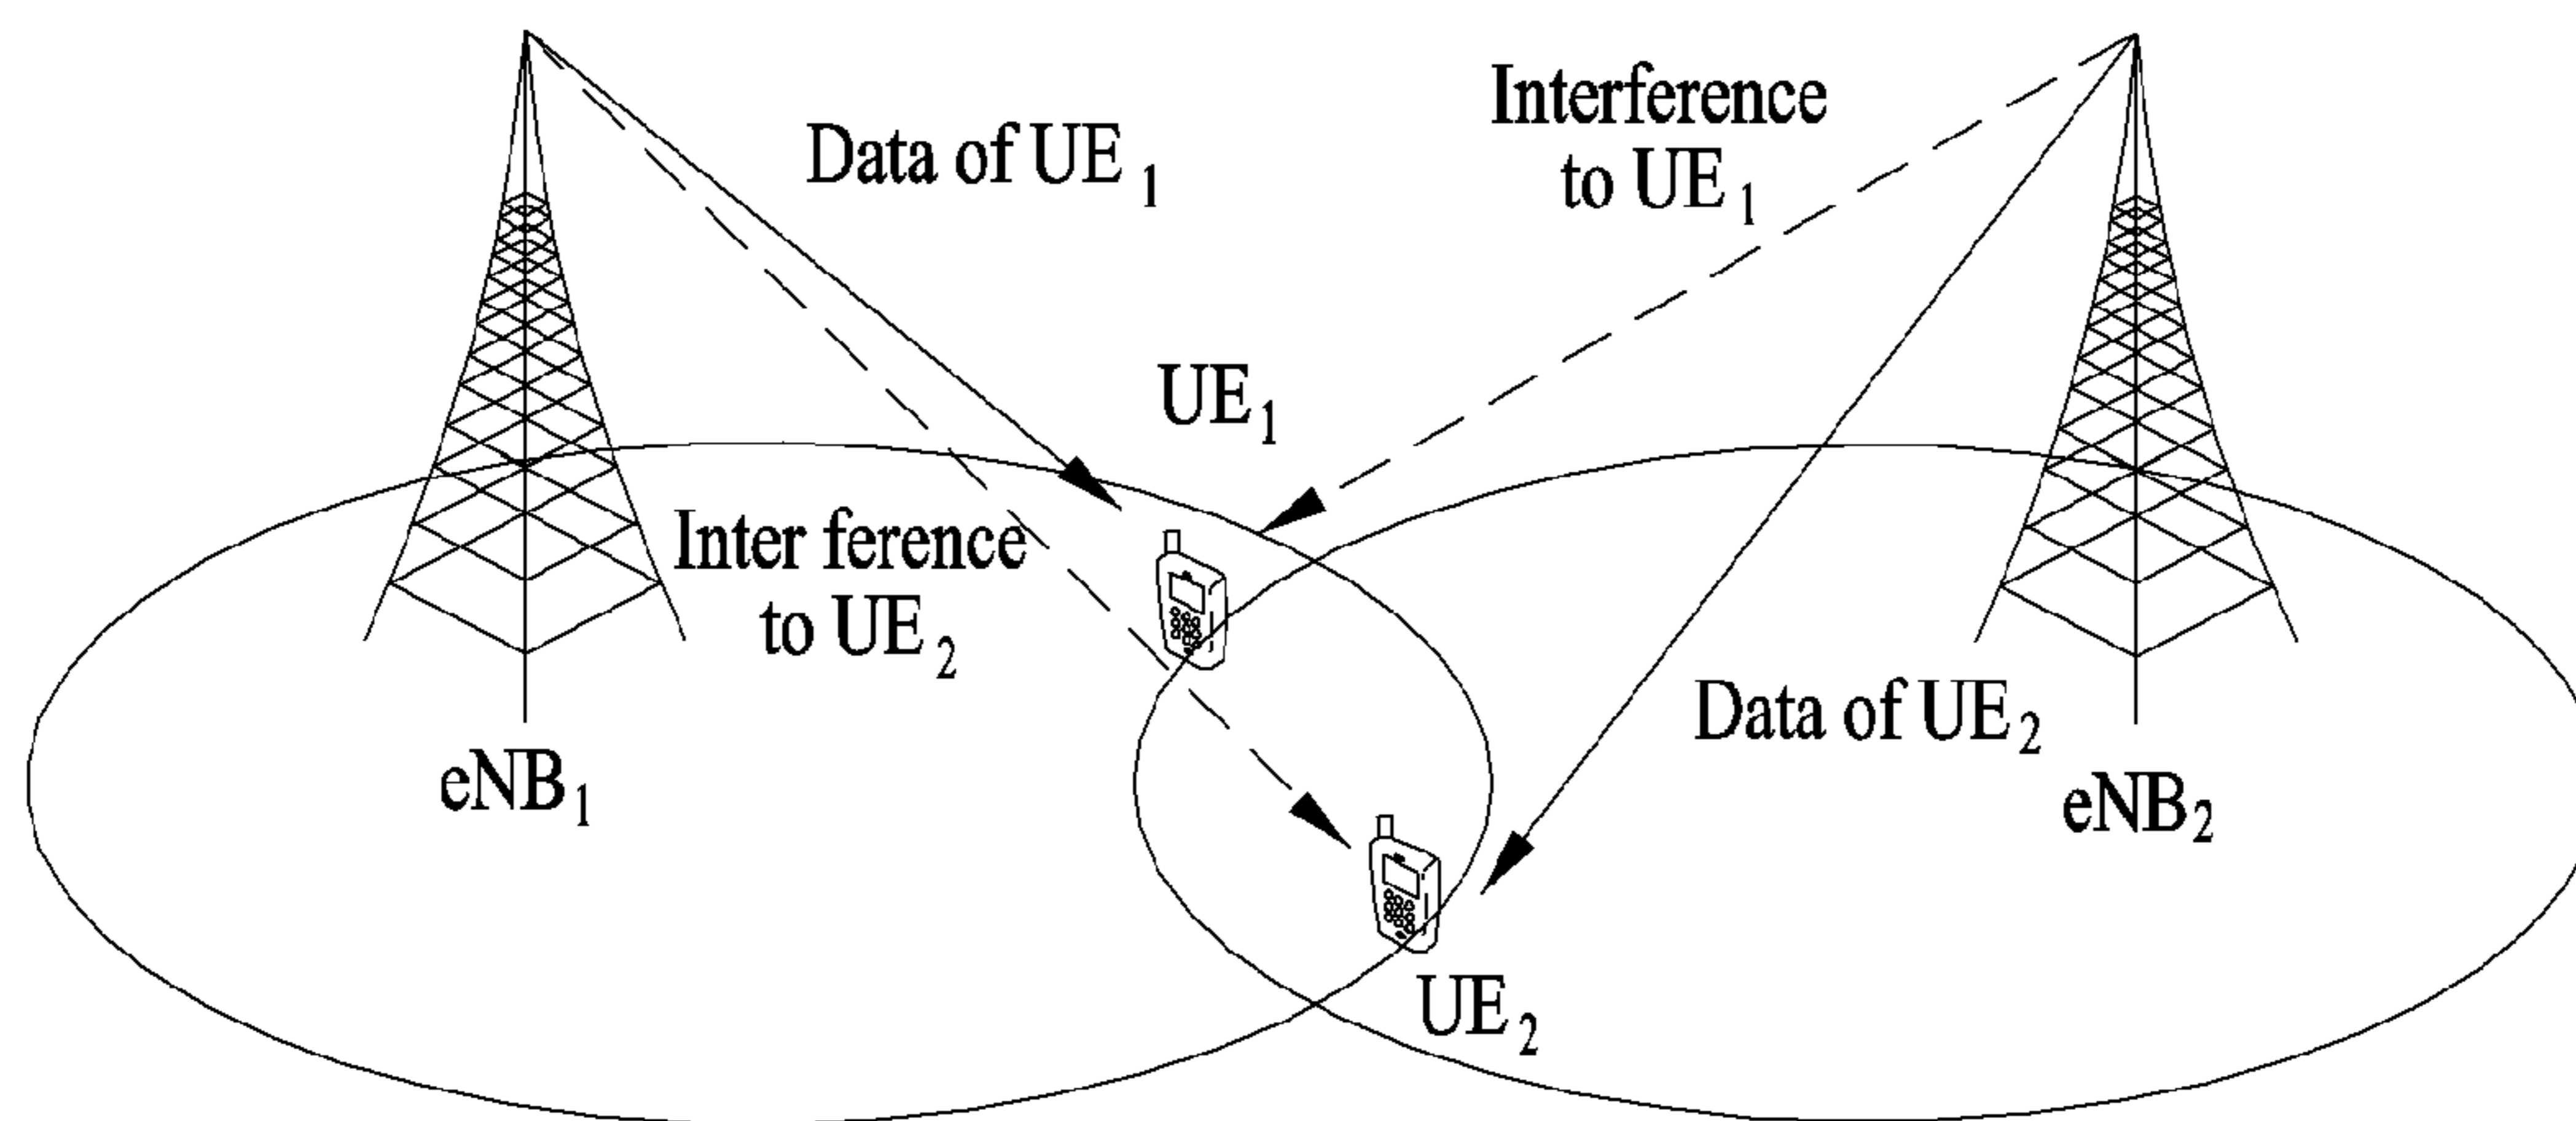 Data of UE 1
Interference
to UE 1
UE1
Inter ference
to UE 2
Data of UE 2
eNB1
eNB2
UE 2